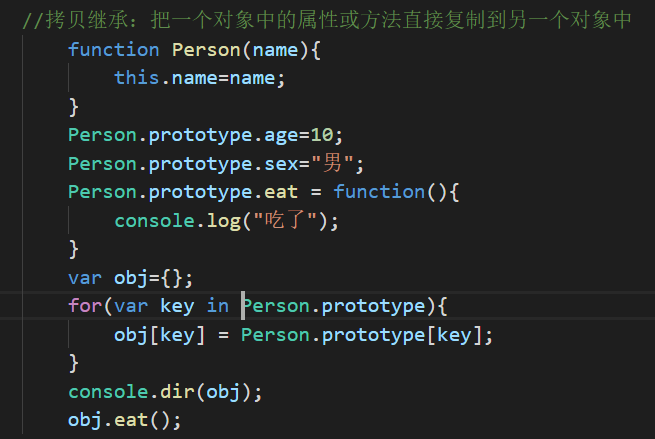 //拷贝继承：把一个对象中的属性或方法直接复制到另一个对象中
function Person(name){
this.name=name;
}
Person.prototype.age=10;
Person.prototype.sex="男";
Person.prototype.eat = function(){
console.log("吃了");
}
var obj={};
for(var key in Person.prototype){
obj[key] = Person.prototype[key];
}
console.dir(obj);
obj.eat();